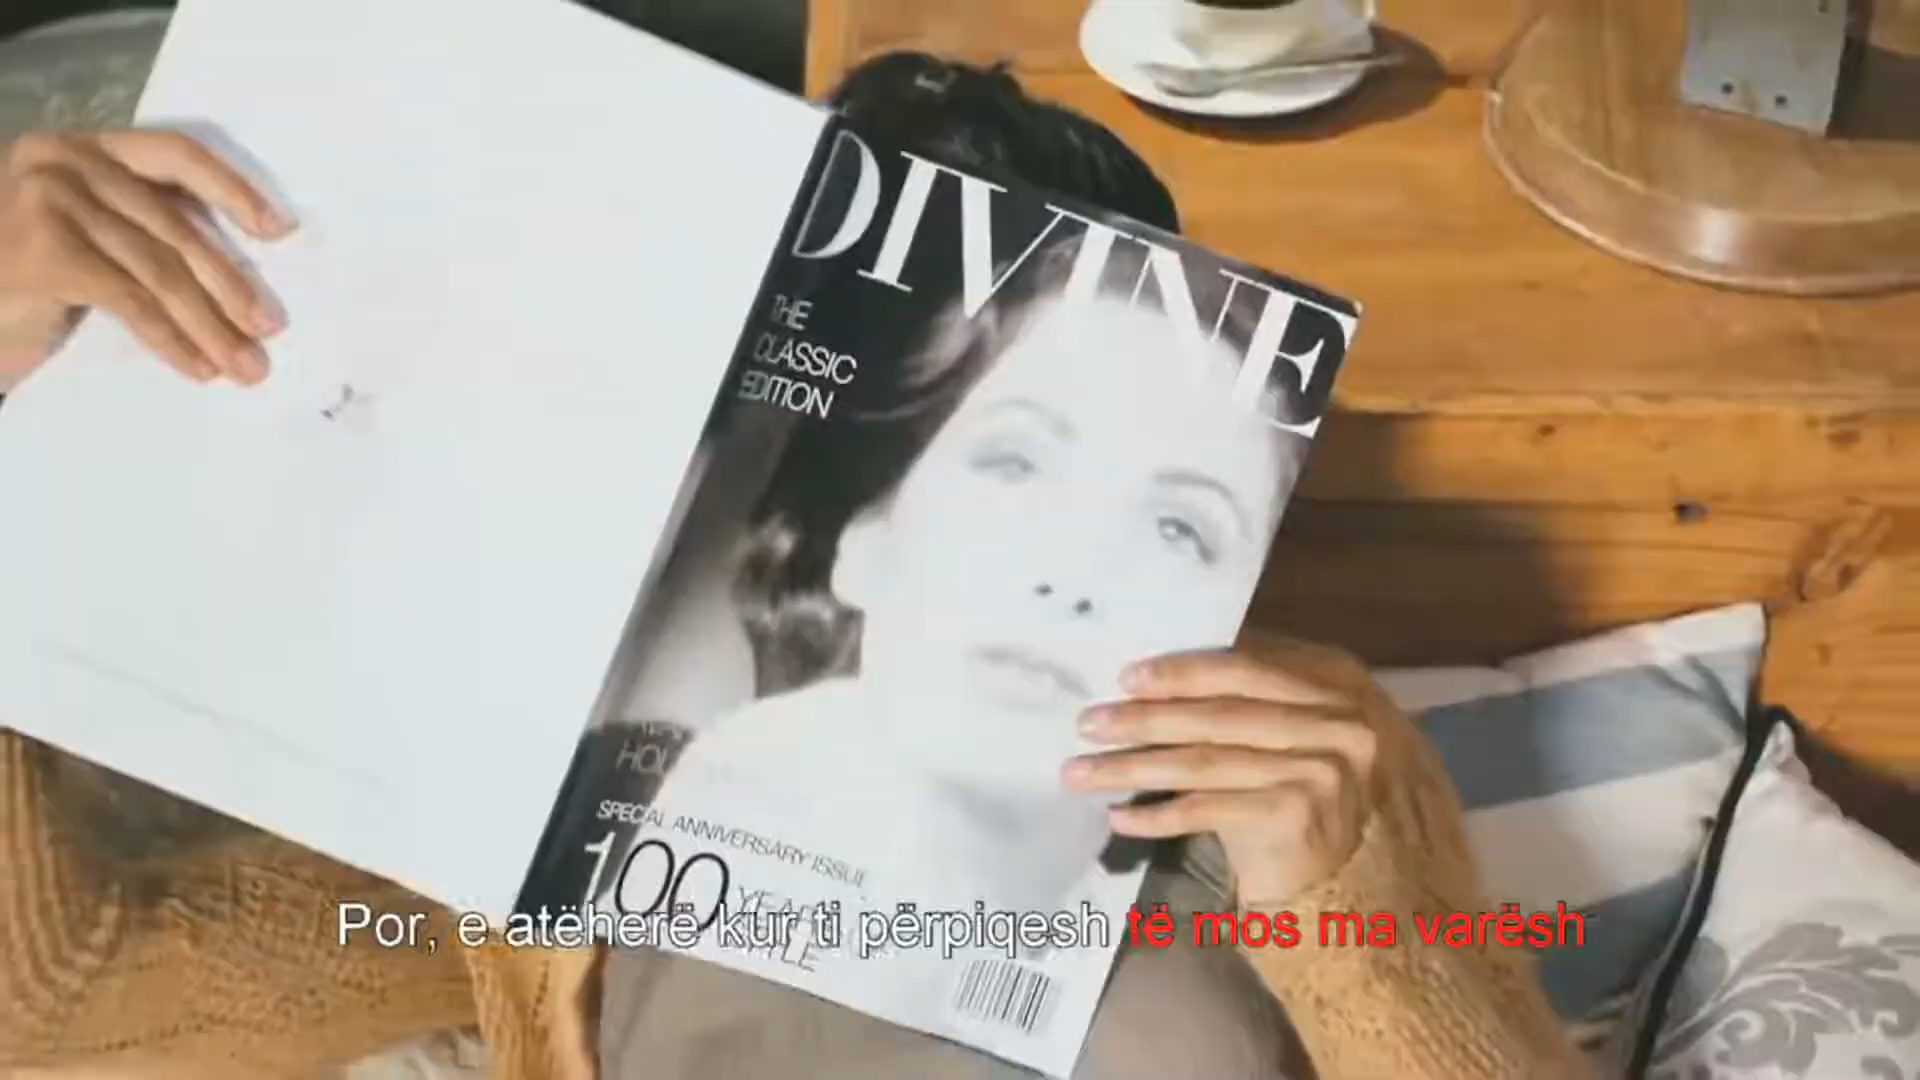 DIVINE
THE
CLASSIC
EDITION
SPECIAL ANNIVERSARY ISSUE
100
Por, e atëherë kur ti përpiqesh të mos ma varësh